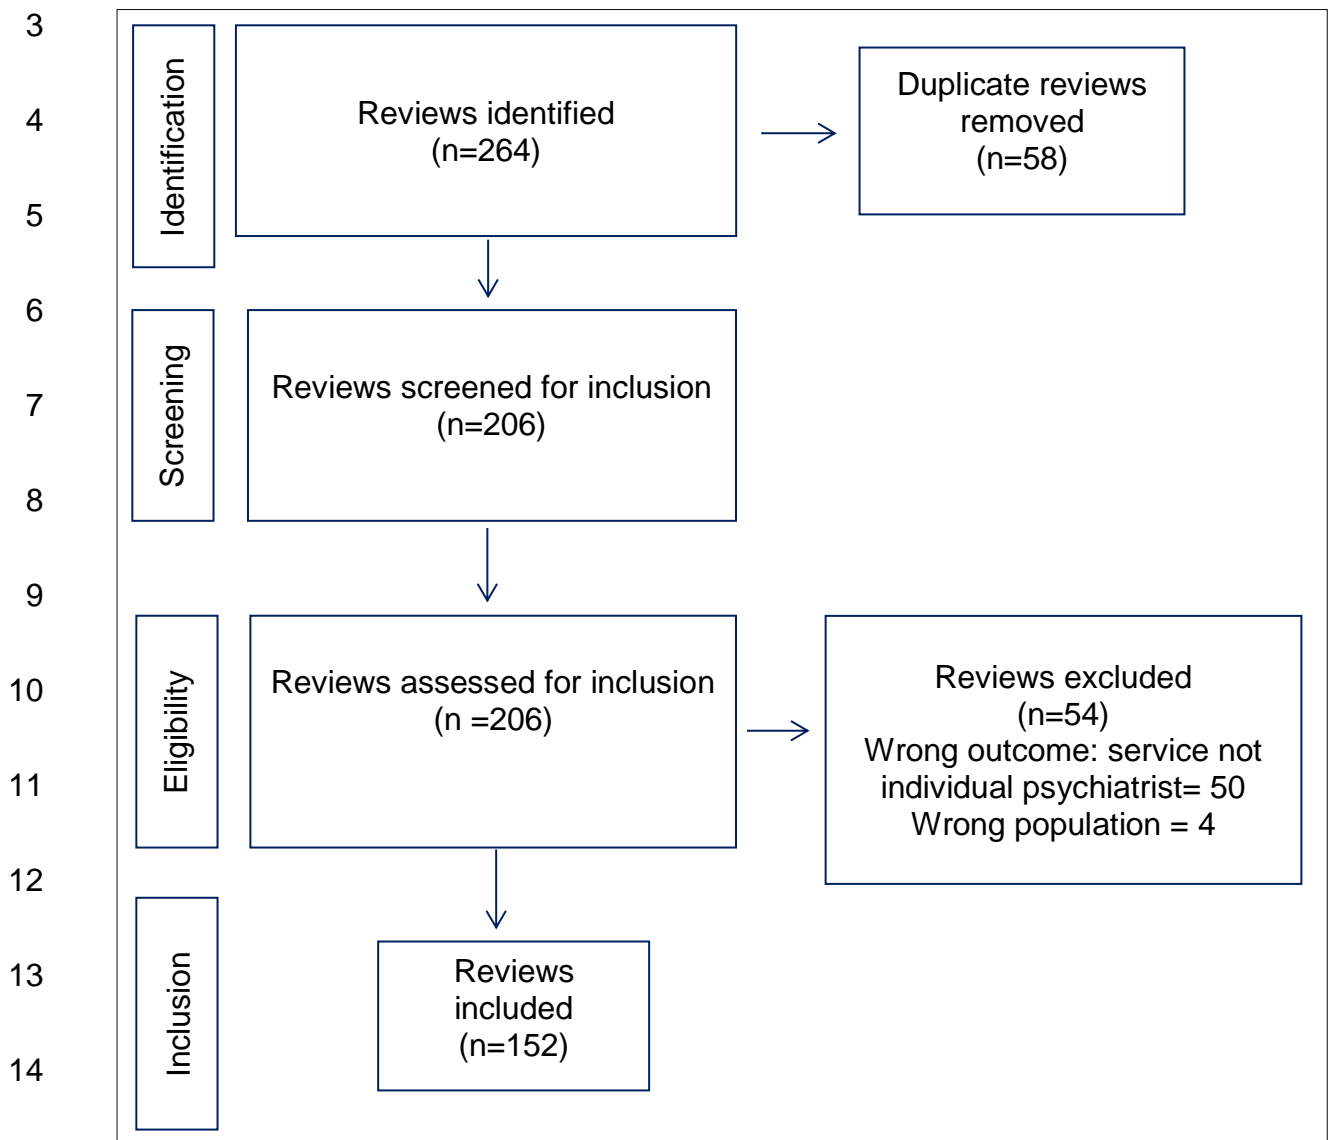 3
4
5
6
7
8
9
10
11
12
13
14
Identification
Reviews identified
(n=264)
Duplicate reviews
removed
(n=58)
Screening
Reviews screened for inclusion
(n=206)
Eligibility
Reviews assessed for inclusion
(n =206)
Reviews excluded
(n=54)
Wrong outcome: service not
individual psychiatrist= 50
Wrong population = 4
Inclusion
Reviews
included
(n=152)